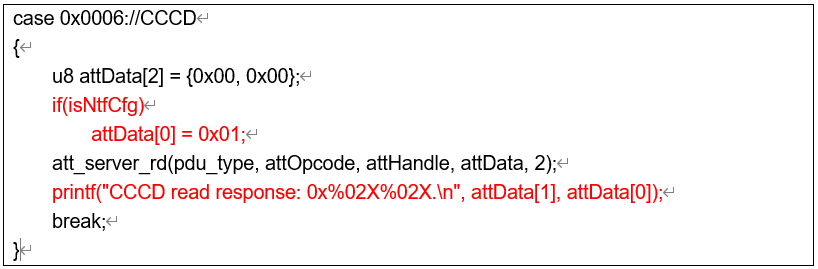 case 0x0006://CCCD
{
u8 attData[2] = {0x00, 0x00};
if(isNtfCfg)
attData[0] = 0x01;
att_server_rd(pdu_type, attOpcode, attHandle, attData, 2);
printf("CCCD read response: 0x%02X%02X.\n", attData[1], attData[0]);
break;
}